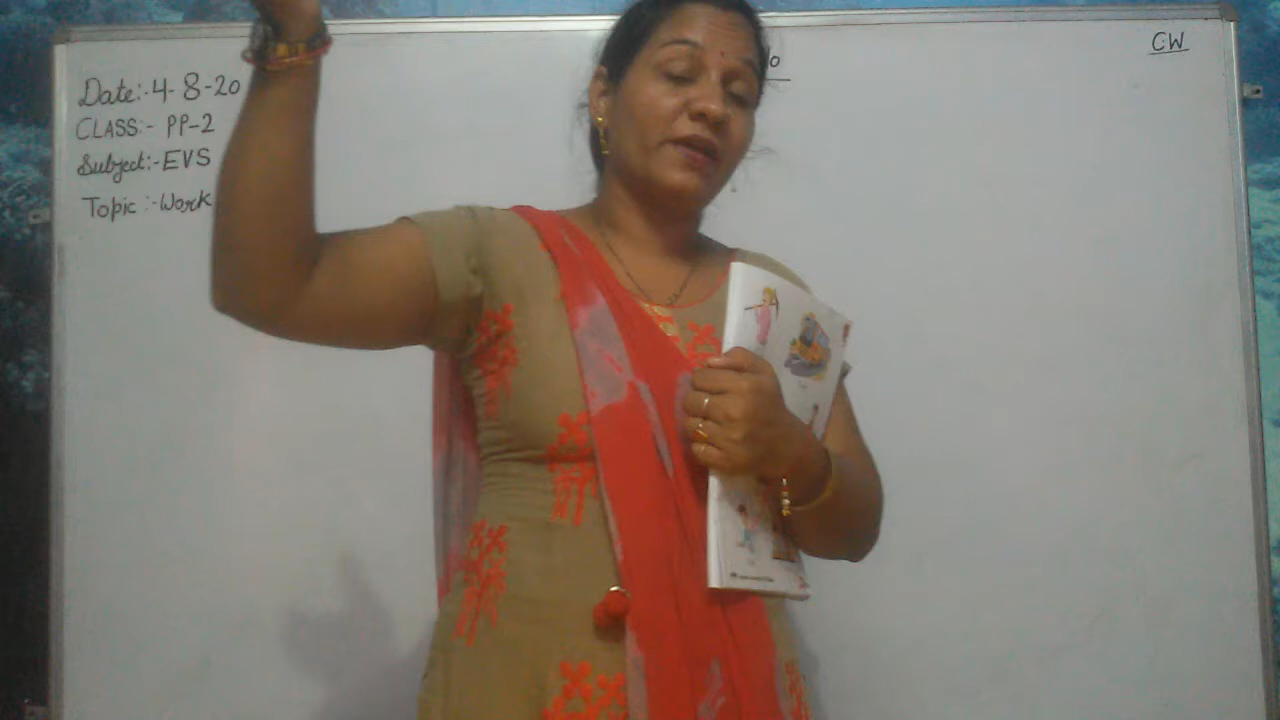 CW
Date:-4-8-20
CLASS:- PP-2
Subject:-EVS
Topic :-Work